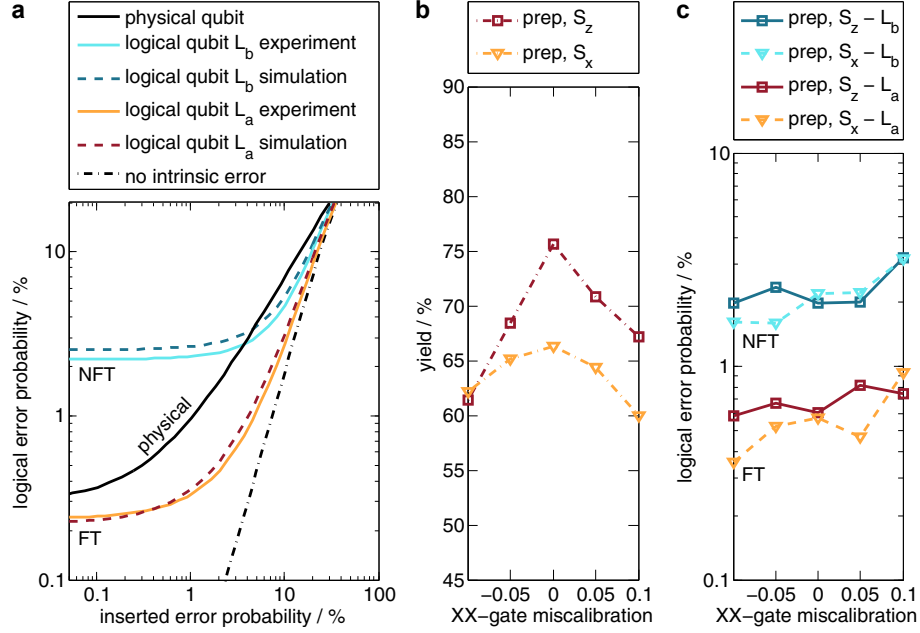 a
physical qubit
logical qubit L_b experiment
logical qubit L_b simulation
logical qubit L_a experiment
logical qubit L_a simulation
no intrinsic error
logical error probability / %
10
1
0.1
NFT
physical
FT
0.1
1
10
100
inserted error probability / %
b
prep, S_z
prep, S_x
yield / %
90
85
80
75
70
65
60
55
50
45
−0.05
0
0.05
0.1
XX−gate miscalibration
c
prep, S_z − L_b
prep, S_x − L_b
prep, S_z − L_a
prep, S_x − L_a
logical error probability / %
10
1
0.1
NFT
FT
−0.05
0
0.05
0.1
XX−gate miscalibration